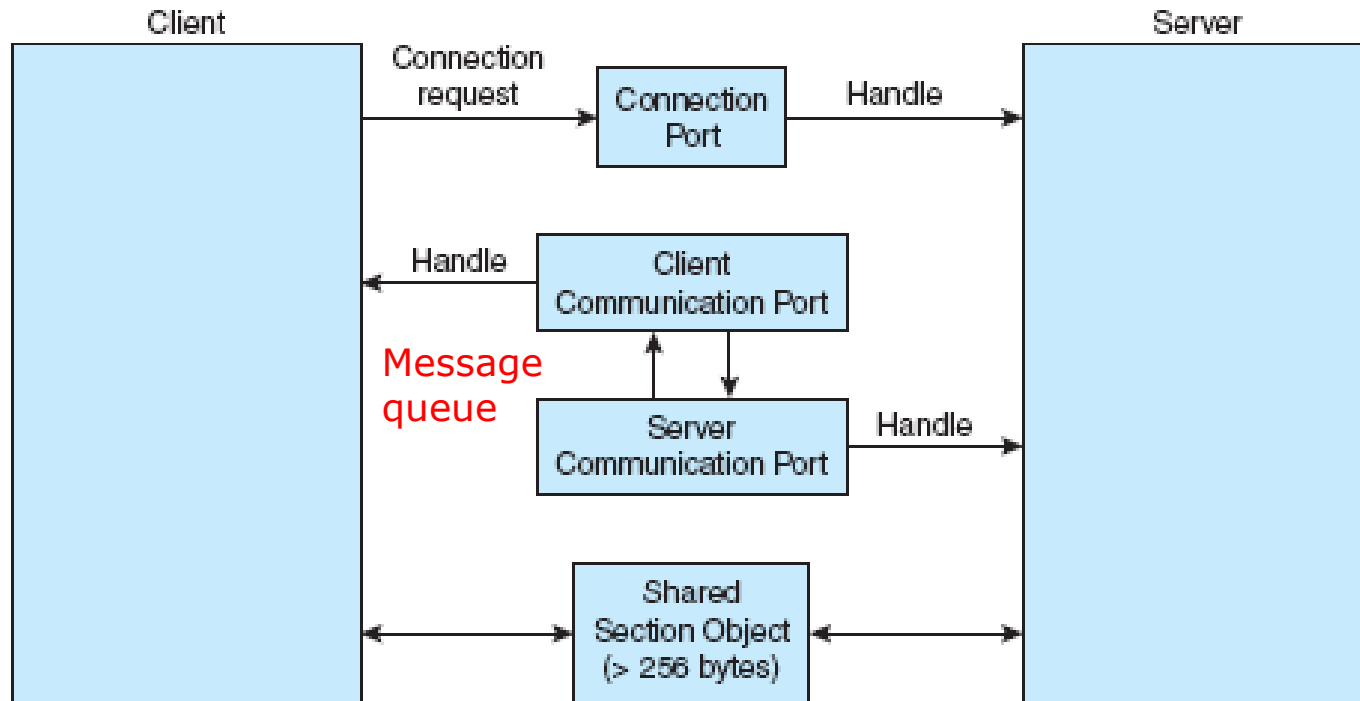 Client
Server
Connection
request
Connection
Port
Handle
Handle
Client
Communication Port
Message
queue
Server
Communication Port
Handle
Shared
Section Object
(> 256 bytes)